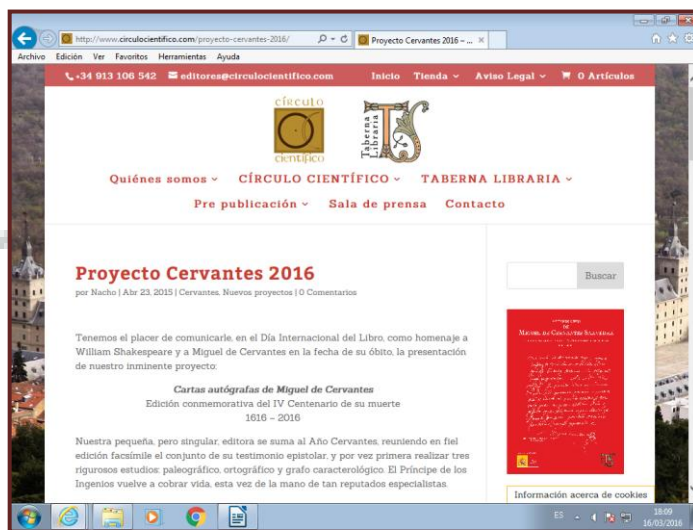 http://www.circulocientifico.com/proyecto-cervantes-2016/
Proyecto Cervantes 2016 – ...
Archivo Edición Ver Favoritos Herramientas Ayuda
+34 913 106 542 editores@circulocientifico.com Inicio Tienda Aviso Legal 0 Artículos
círculo
científico
Taberna
Libraria
Quiénes somos CÍRCULO CIENTÍFICO TABERNA LIBRARIA
Pre publicación Sala de prensa Contacto
Proyecto Cervantes 2016
por Nacho | Abr 23, 2015 | Cervantes, Nuevos proyectos | 0 Comentarios
Buscar
Tenemos el placer de comunicarle, en el Día Internacional del Libro, como homenaje a
William Shakespeare y a Miguel de Cervantes en la fecha de su óbito, la presentación
de nuestro inminente proyecto:
Cartas autógrafas de Miguel de Cervantes
Edición conmemorativa del IV Centenario de su muerte
1616 – 2016
Nuestra pequeña, pero singular, editora se suma al Año Cervantes, reuniendo en fiel
edición facsímile el conjunto de su testimonio epistolar, y por vez primera realizar tres
rigurosos estudios: paleográfico, ortográfico y grafo caracterológico. El Príncipe de los
Ingenios vuelve a cobrar vida, esta vez de la mano de tan reputados especialistas.
Miguel de Cervantes Saavedra
Información acerca de cookies
ES
18:09
16/03/2016